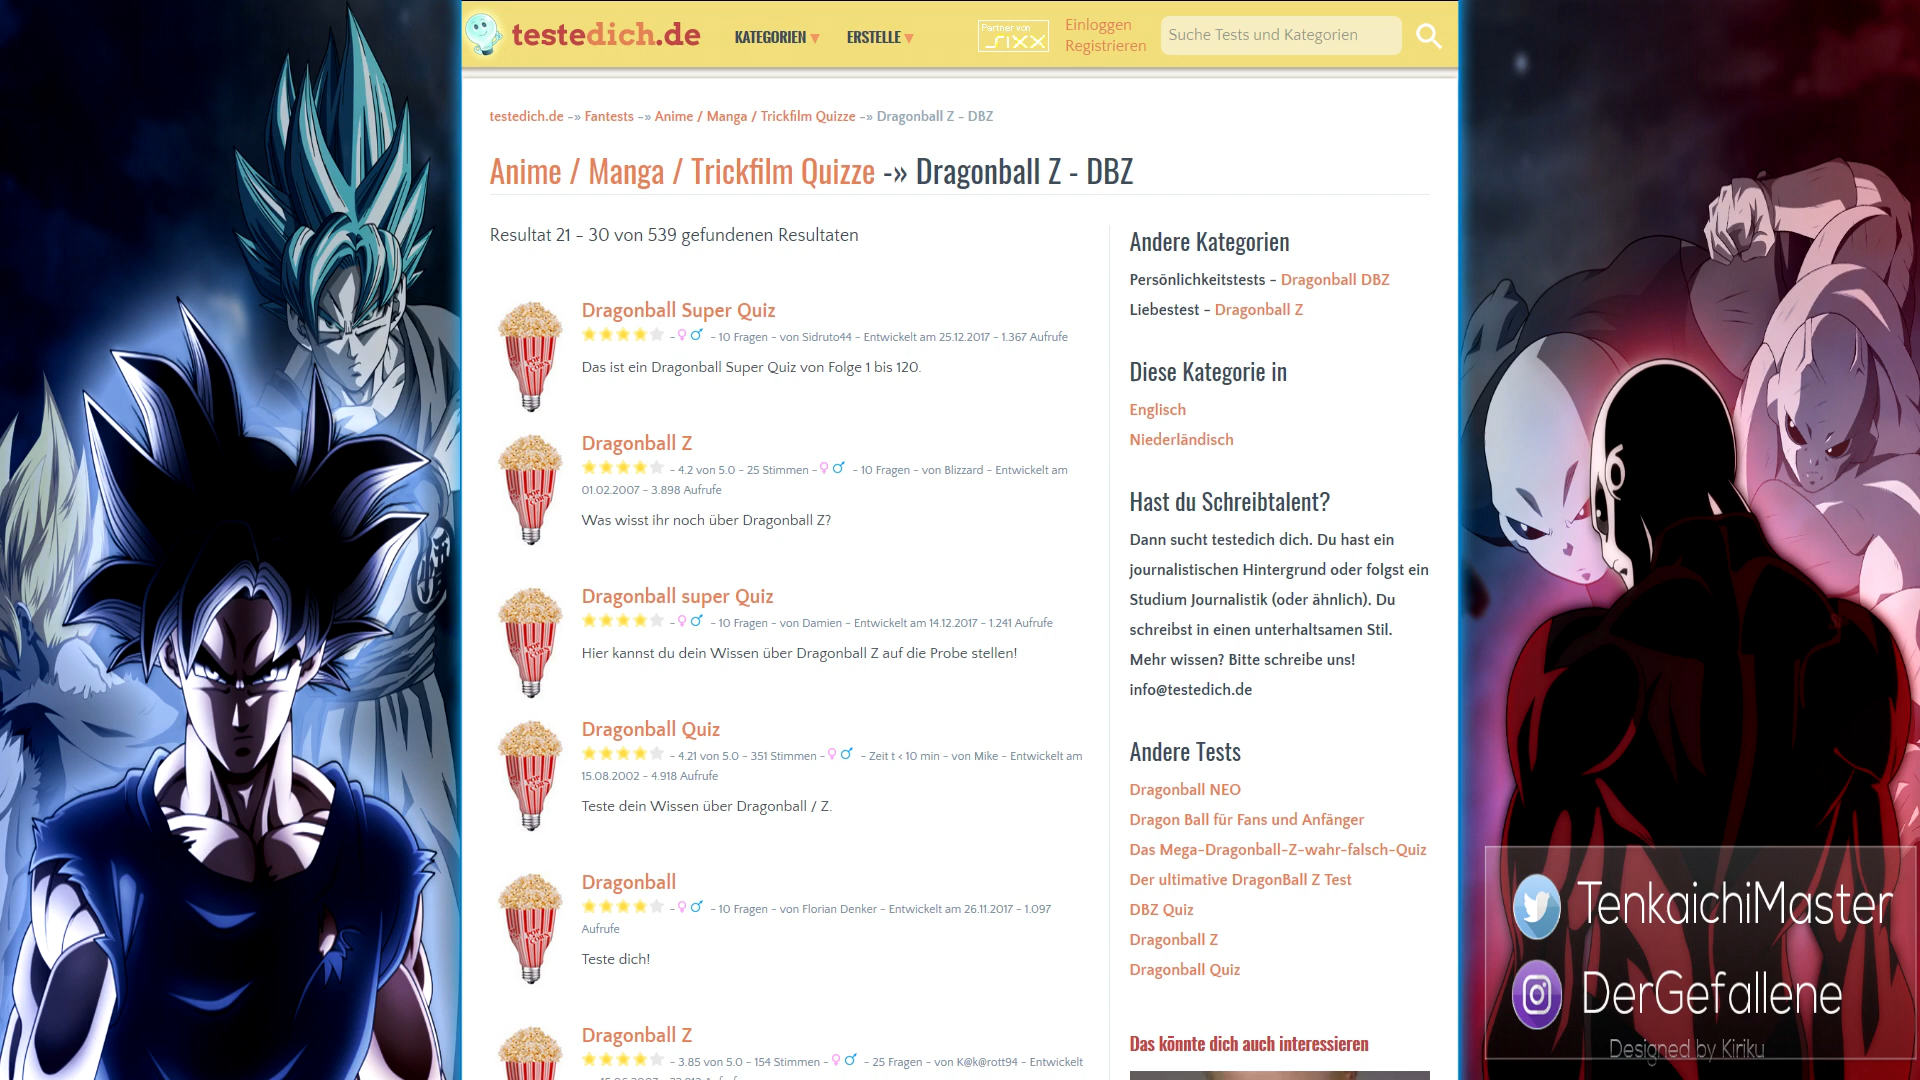 testedich.de
KATEGORIEN ▼
ERSTELLE ▼
Partner von
sixx
Einloggen
Registrieren
Suche Tests und Kategorien
testedich.de -» Fantests -» Anime / Manga / Trickfilm Quizze -» Dragonball Z - DBZ
Anime / Manga / Trickfilm Quizze -» Dragonball Z - DBZ
Resultat 21 - 30 von 539 gefundenen Resultaten
Dragonball Super Quiz
- ♀ ♂ - 10 Fragen - von Sidruto44 - Entwickelt am 25.12.2017 - 1.367 Aufrufe
Das ist ein Dragonball Super Quiz von Folge 1 bis 120.
Dragonball Z
- 4.2 von 5.0 - 25 Stimmen - ♀ ♂ - 10 Fragen - von Blizzard - Entwickelt am
01.02.2007 - 3.898 Aufrufe
Was wisst ihr noch über Dragonball Z?
Dragonball super Quiz
- ♀ ♂ - 10 Fragen - von Damien - Entwickelt am 14.12.2017 - 1.241 Aufrufe
Hier kannst du dein Wissen über Dragonball Z auf die Probe stellen!
Dragonball Quiz
- 4.21 von 5.0 - 351 Stimmen - ♀ ♂ - Zeit t < 10 min - von Mike - Entwickelt am
15.08.2002 - 4.918 Aufrufe
Teste dein Wissen über Dragonball / Z.
Dragonball
- ♀ ♂ - 10 Fragen - von Florian Denker - Entwickelt am 26.11.2017 - 1.097
Aufrufe
Teste dich!
Dragonball Z
- 3.85 von 5.0 - 154 Stimmen - ♀ ♂ - 25 Fragen - von K@k@rott94 - Entwickelt
Andere Kategorien
Persönlichkeitstests - Dragonball DBZ
Liebestest - Dragonball Z
Diese Kategorie in
Englisch
Niederländisch
Hast du Schreibtalent?
Dann sucht testedich dich. Du hast ein
journalistischen Hintergrund oder folgst ein
Studium Journalistik (oder ähnlich). Du
schreibst in einen unterhaltsamen Stil.
Mehr wissen? Bitte schreibe uns!
info@testedich.de
Andere Tests
Dragonball NEO
Dragon Ball für Fans und Anfänger
Das Mega-Dragonball-Z-wahr-falsch-Quiz
Der ultimative DragonBall Z Test
DBZ Quiz
Dragonball Z
Dragonball Quiz
Das könnte dich auch interessieren
TenkaichiMaster
DerGefallene
Designed by Kiriku